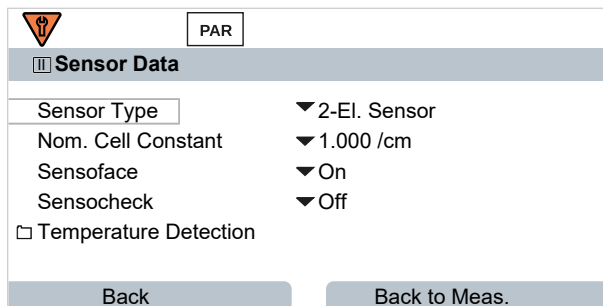 PAR
II Sensor Data
Sensor Type 2-El. Sensor
Nom. Cell Constant 1.000 /cm
Sensoface On
Sensocheck Off
Temperature Detection
Back Back to Meas.